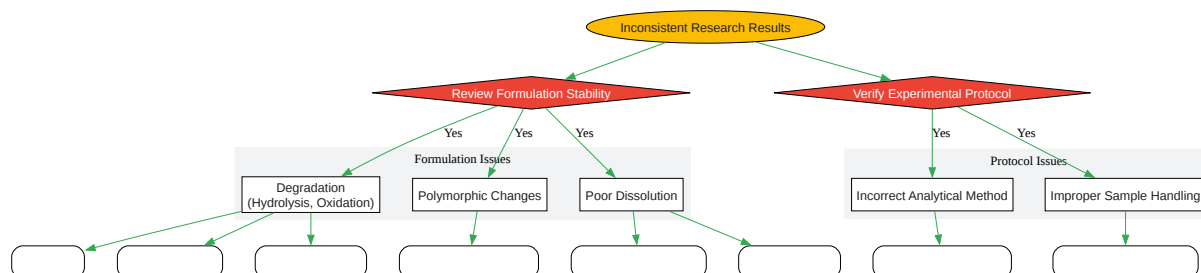 Inconsistent Research Results
Review Formulation Stability
Verify Experimental Protocol
Yes
Yes
Yes
Yes
Yes
Formulation Issues
Protocol Issues
Degradation
(Hydrolysis, Oxidation)
Polymorphic Changes
Poor Dissolution
Incorrect Analytical Method
Improper Sample Handling